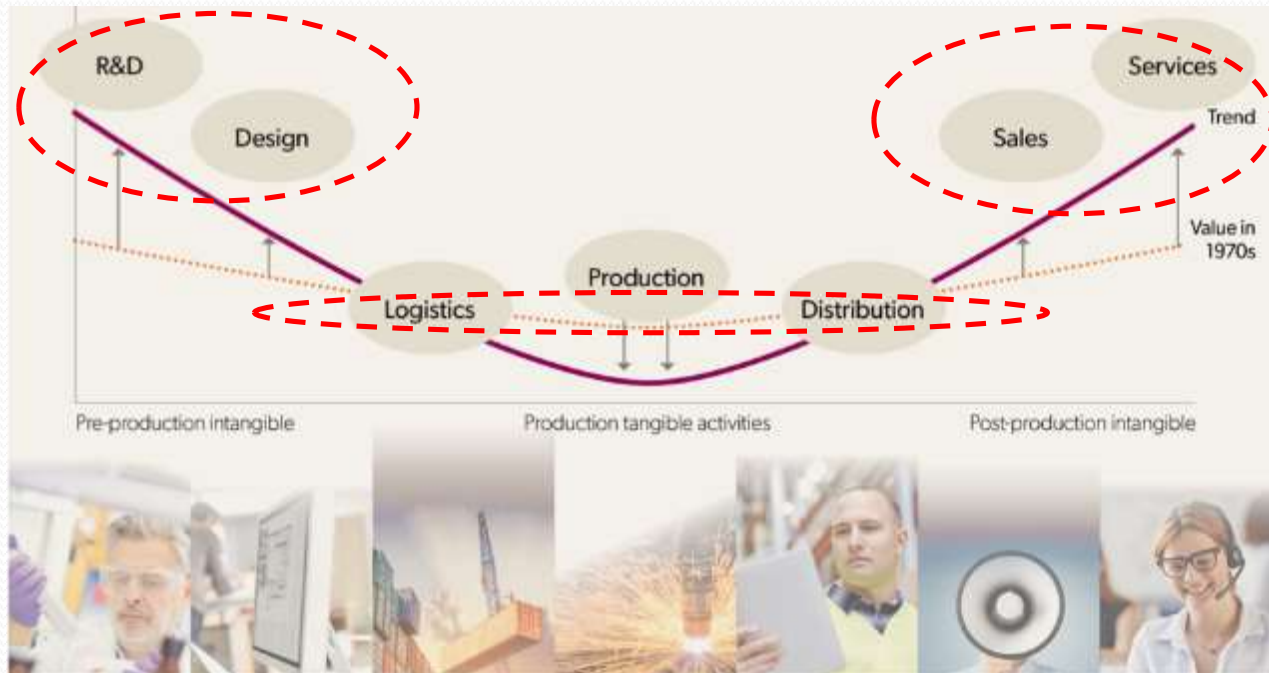 R&D
Design
Services
Sales
Trend
Value in
1970s
Production
Logistics
Distribution
Pre-production intangible
Production tangible activities
Post-production intangible